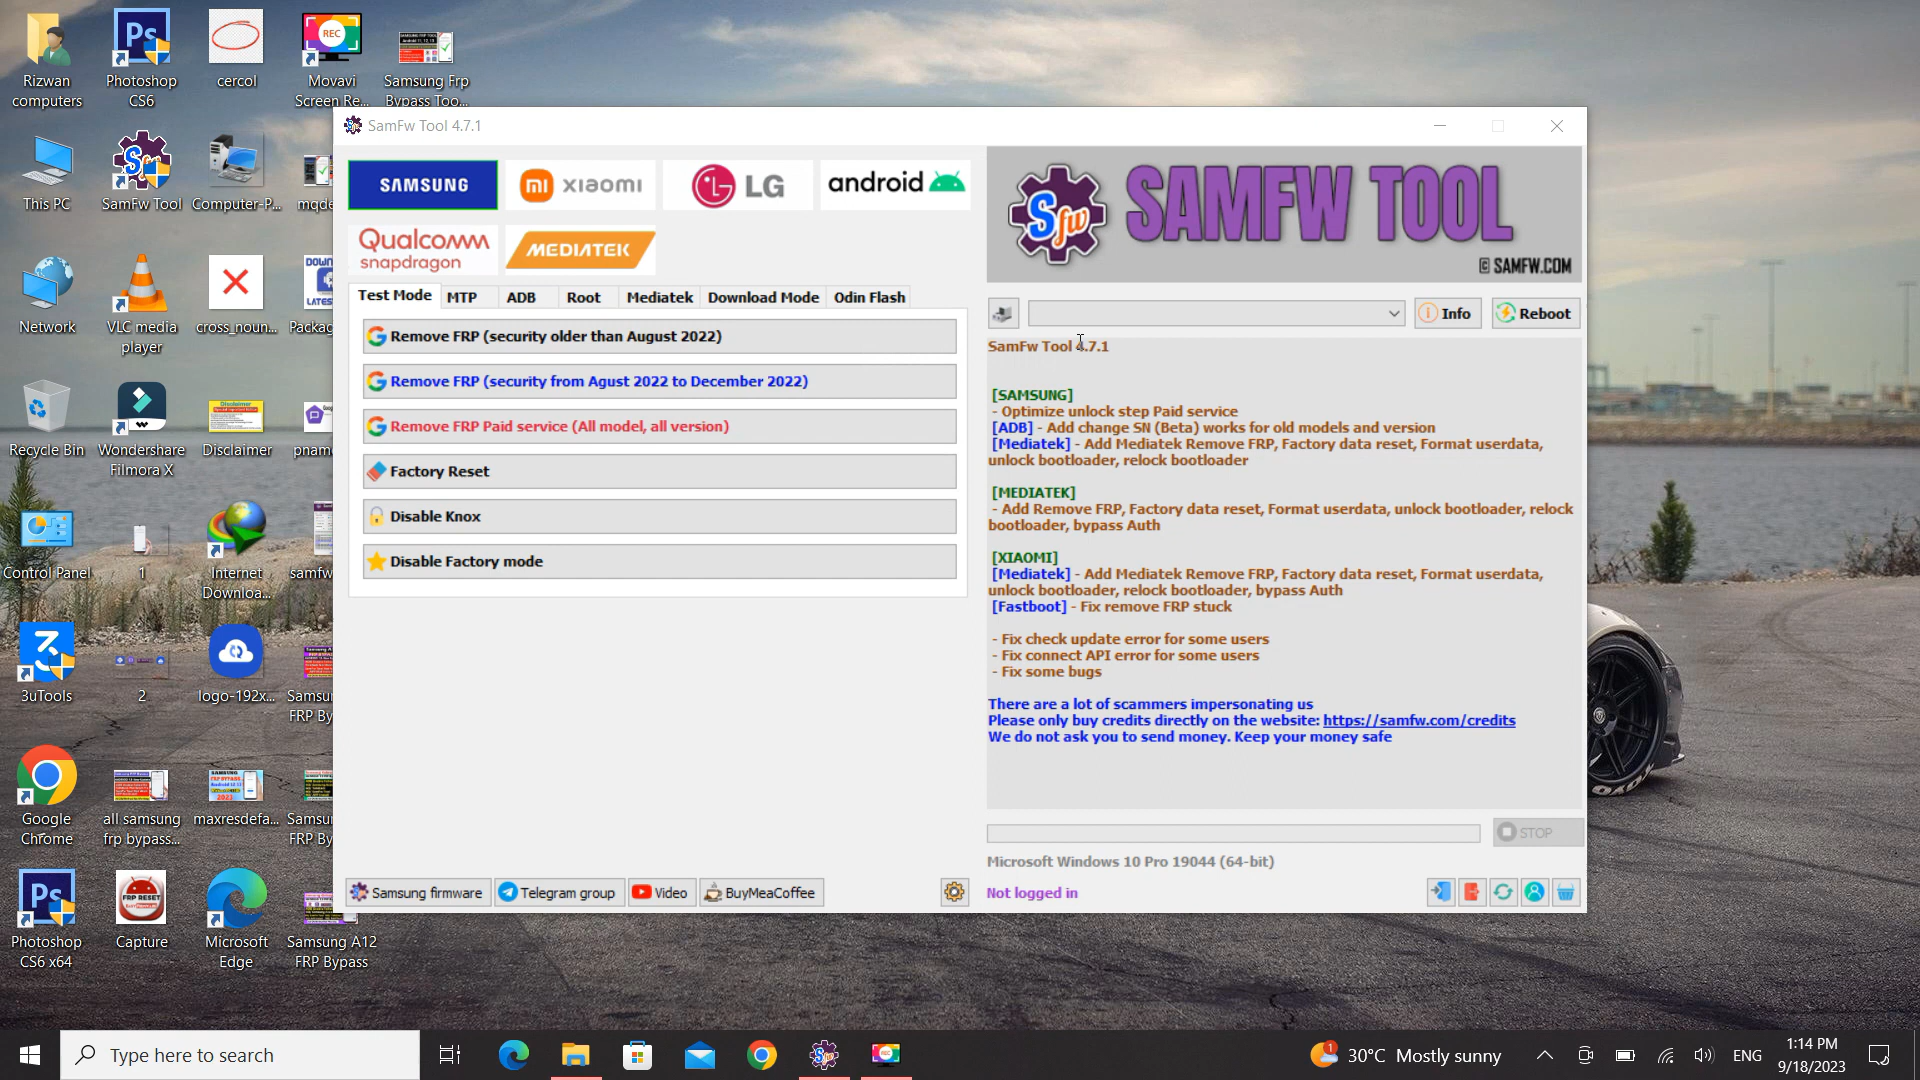 Rizwan
computers
Photoshop
CS6
cercol
Movavi
Screen Re...
Samsung Frp
Bypass Too...
This PC
SamFw Tool
Computer-P...
Network
VLC media
player
cross_noun...
Recycle Bin
Wondershare
Filmora X
Disclaimer
Control Panel
1
Internet
Downloa...
3uTools
2
logo-192x...
Google
Chrome
all samsung
frp bypass...
maxresdefa...
Photoshop
CS6 x64
Capture
Microsoft
Edge
Samsung A12
FRP Bypass
SamFw Tool 4.7.1
SAMSUNG
xiaomi
LG
android
Qualcomm
snapdragon
MEDIATEK
Test Mode
MTP
ADB
Root
Mediatek
Download Mode
Odin Flash
Remove FRP (security older than August 2022)
Remove FRP (security from Agust 2022 to December 2022)
Remove FRP Paid service (All model, all version)
Factory Reset
Disable Knox
Disable Factory mode
Samsung firmware
Telegram group
Video
BuyMeaCoffee
Sfw
SAMFW TOOL
© SAMFW.COM
Info
Reboot
SamFw Tool 4.7.1
[SAMSUNG]
- Optimize unlock step Paid service
[ADB] - Add change SN (Beta) works for old models and version
[Mediatek] - Add Mediatek Remove FRP, Factory data reset, Format userdata,
unlock bootloader, relock bootloader
[MEDIATEK]
- Add Remove FRP, Factory data reset, Format userdata, unlock bootloader, relock
bootloader, bypass Auth
[XIAOMI]
[Mediatek] - Add Mediatek Remove FRP, Factory data reset, Format userdata,
unlock bootloader, relock bootloader, bypass Auth
[Fastboot] - Fix remove FRP stuck
- Fix check update error for some users
- Fix connect API error for some users
- Fix some bugs
There are a lot of scammers impersonating us
Please only buy credits directly on the website: https://samfw.com/credits
We do not ask you to send money. Keep your money safe
STOP
Microsoft Windows 10 Pro 19044 (64-bit)
Not logged in
Type here to search
30°C Mostly sunny
ENG
1:14 PM
9/18/2023